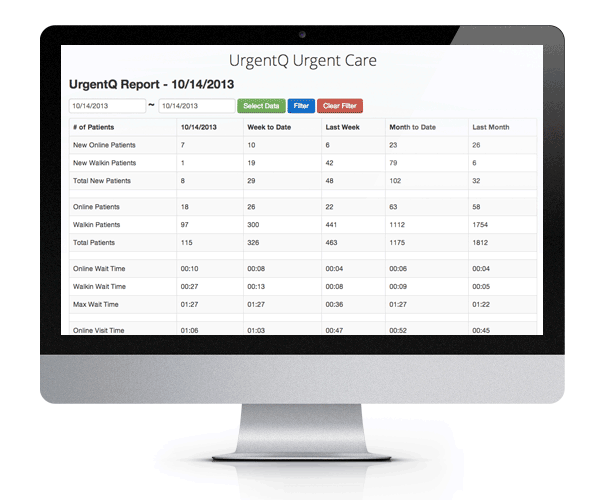 UrgentQ Urgent Care
UrgentQ Report - 10/14/2013
10/14/2013 ~ 10/14/2013 Select Data Filter Clear Filter
# of Patients 10/14/2013 Week to Date Last Week Month to Date Last Month
New Online Patients 7 10 6 23 26
New Walkin Patients 1 19 42 79 6
Total New Patients 8 29 48 102 32
Online Patients 18 26 22 63 58
Walkin Patients 97 300 441 1112 1754
Total Patients 115 326 463 1175 1812
Online Wait Time 00:10 00:08 00:04 00:06 00:04
Walkin Wait Time 00:27 00:13 00:08 00:09 00:05
Max Wait Time 01:27 01:27 00:36 01:27 01:22
Online Visit Time 01:06 01:03 00:47 00:52 00:45